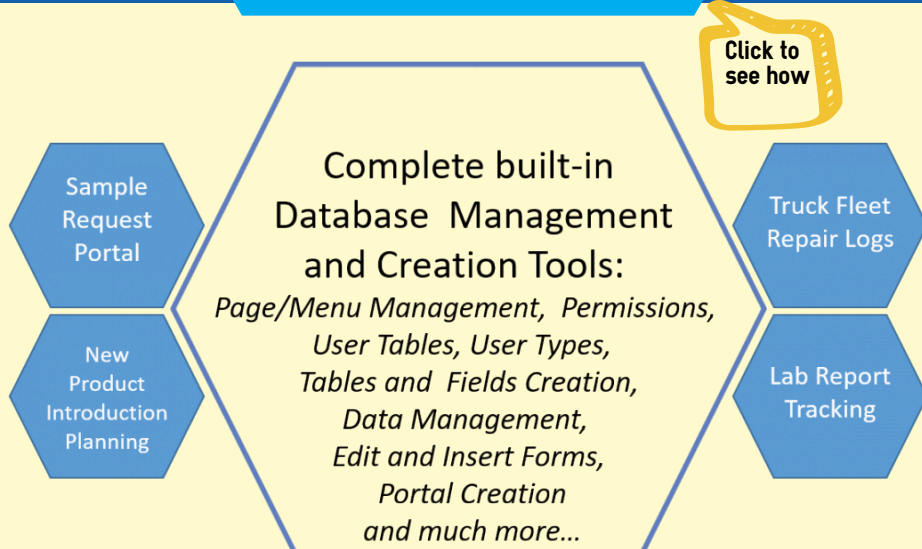 Click to
see how
Sample
Request
Portal
New
Product
Introduction
Planning
Complete built-in
Database Management
and Creation Tools:
Page/Menu Management, Permissions,
User Tables, User Types,
Tables and Fields Creation,
Data Management,
Edit and Insert Forms,
Portal Creation
and much more...
Truck Fleet
Repair Logs
Lab Report
Tracking